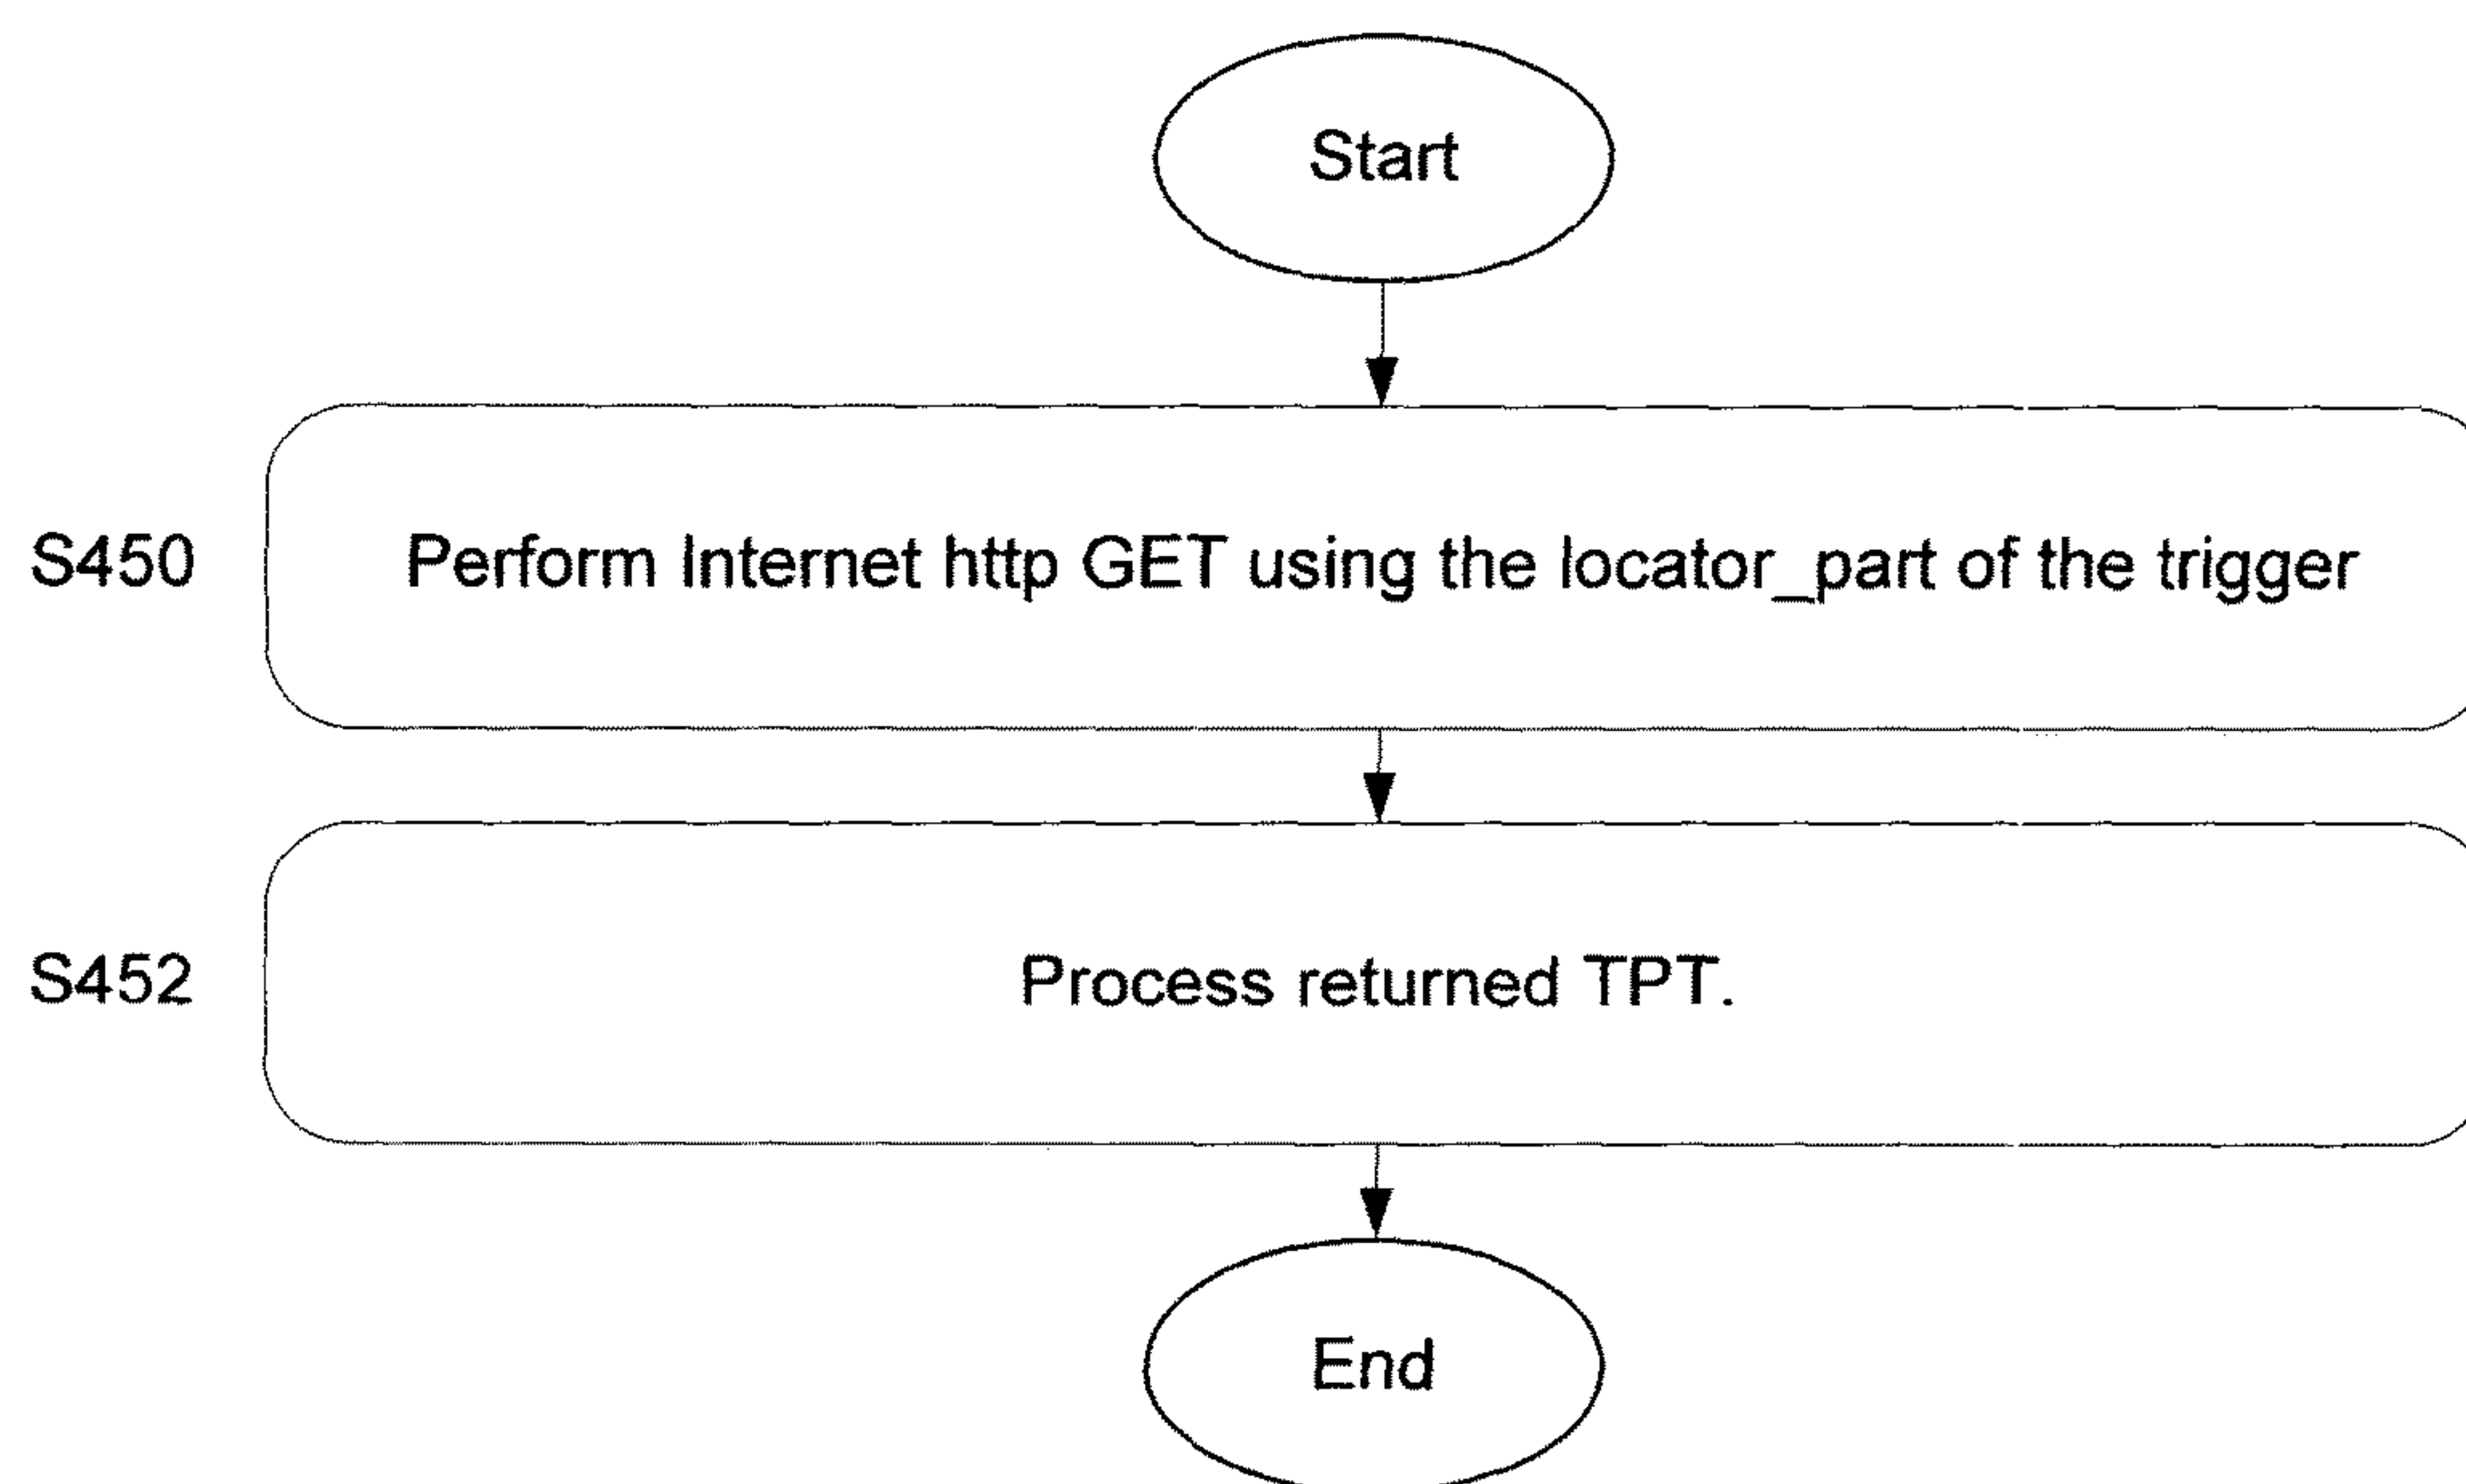 Start
S450
Perform Internet http GET using the locator_part of the trigger
S452
Process returned TPT.
End